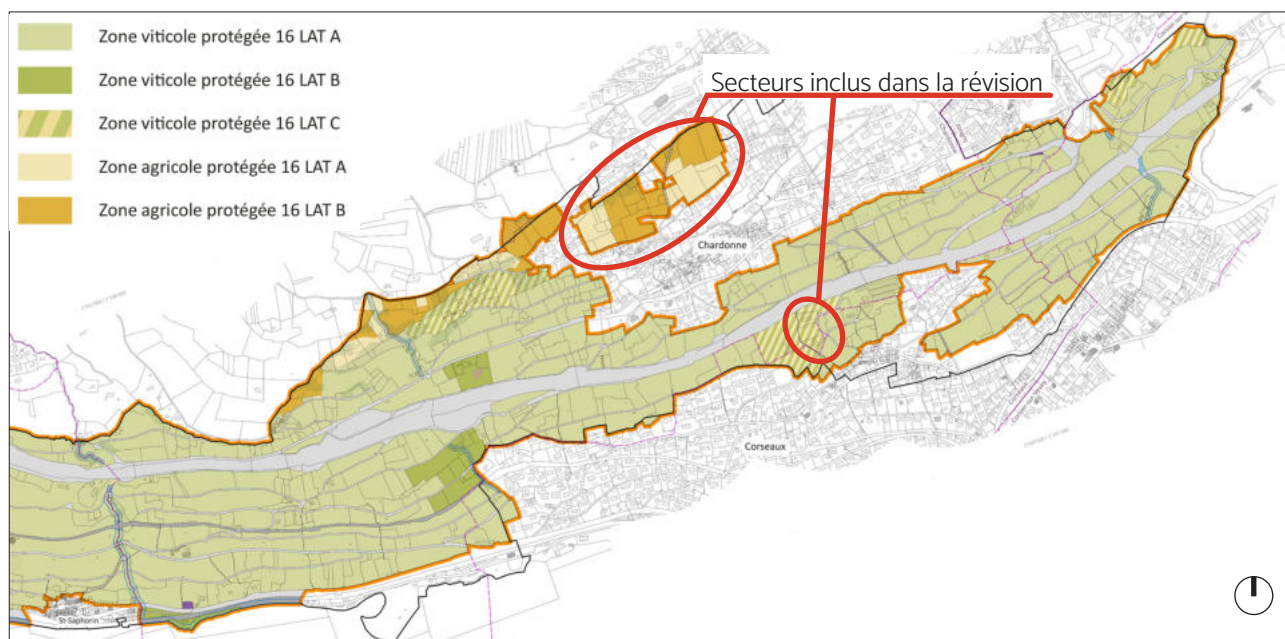 Zone viticole protégée 16 LAT A
Zone viticole protégée 16 LAT B
Zone viticole protégée 16 LAT C
Zone agricole protégée 16 LAT A
Zone agricole protégée 16 LAT B
Secteurs inclus dans la révision
Chardonne
Corseaux
St-Saphorin